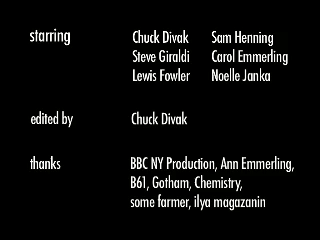 starring Chuck Divak Sam Henning
Steve Giraldi Carol Emmerling
Lewis Fowler Noelle Janka
edited by Chuck Divak
thanks BBC NY Production, Ann Emmerling,
B61, Gotham, Chemistry,
some farmer, ilya magazanin